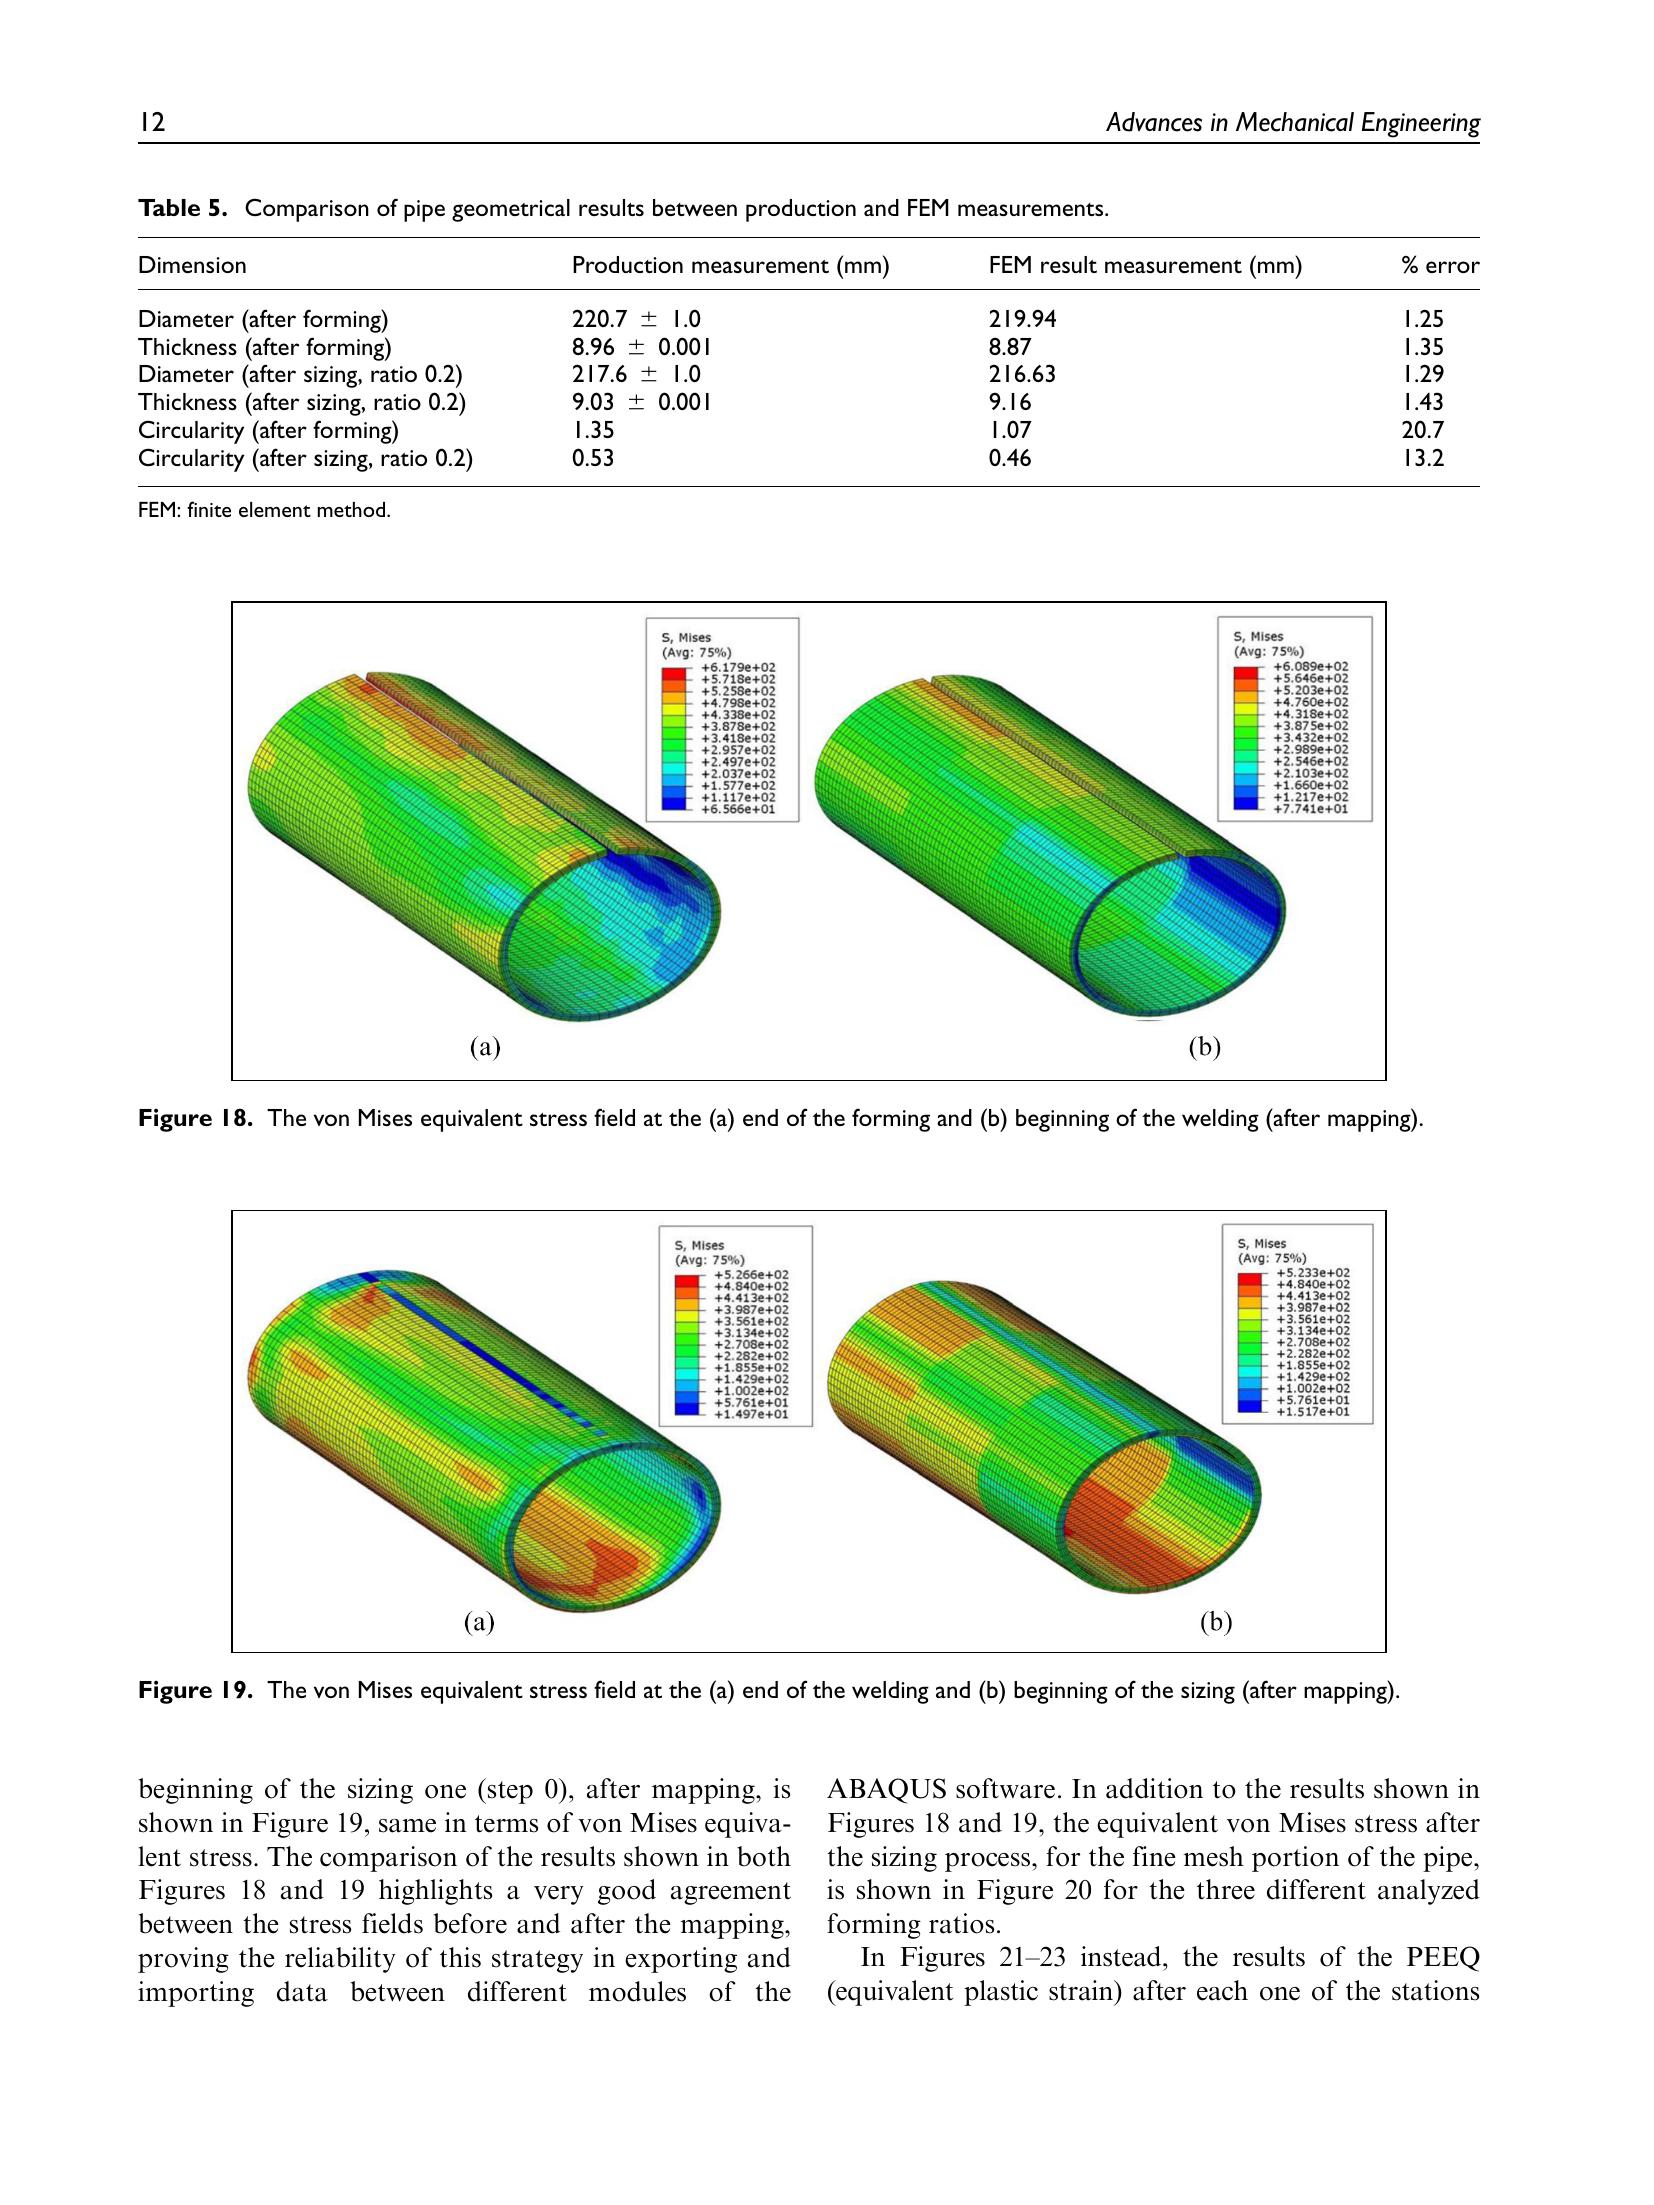 12
Advances in Mechanical Engineering
Table 5. Comparison of pipe geometrical results between production and FEM measurements.
Dimension Production measurement (mm) FEM result measurement (mm) % error
Diameter (after forming) 220.7 ± 1.0 219.94 1.25
Thickness (after forming) 8.96 ± 0.001 8.87 1.35
Diameter (after sizing, ratio 0.2) 217.6 ± 1.0 216.63 1.29
Thickness (after sizing, ratio 0.2) 9.03 ± 0.001 9.16 1.43
Circularity (after forming) 1.35 1.07 20.7
Circularity (after sizing, ratio 0.2) 0.53 0.46 13.2
FEM: finite element method.
S, Mises
(Avg: 75%)
+6.179e+02
+5.718e+02
+5.258e+02
+4.798e+02
+4.338e+02
+3.878e+02
+3.418e+02
+2.957e+02
+2.497e+02
+2.037e+02
+1.577e+02
+1.117e+02
+6.566e+01
(a)
S, Mises
(Avg: 75%)
+6.089e+02
+5.646e+02
+5.203e+02
+4.760e+02
+4.318e+02
+3.875e+02
+3.432e+02
+2.989e+02
+2.546e+02
+2.103e+02
+1.660e+02
+1.217e+02
+7.741e+01
(b)
Figure 18. The von Mises equivalent stress field at the (a) end of the forming and (b) beginning of the welding (after mapping).
S, Mises
(Avg: 75%)
+5.266e+02
+4.840e+02
+4.413e+02
+3.987e+02
+3.561e+02
+3.134e+02
+2.708e+02
+2.282e+02
+1.855e+02
+1.429e+02
+1.002e+02
+5.761e+01
+1.497e+01
(a)
S, Mises
(Avg: 75%)
+5.233e+02
+4.840e+02
+4.413e+02
+3.987e+02
+3.561e+02
+3.134e+02
+2.708e+02
+2.282e+02
+1.855e+02
+1.429e+02
+1.002e+02
+5.761e+01
+1.517e+01
(b)
Figure 19. The von Mises equivalent stress field at the (a) end of the welding and (b) beginning of the sizing (after mapping).
beginning of the sizing one (step 0), after mapping, is
shown in Figure 19, same in terms of von Mises equiva-
lent stress. The comparison of the results shown in both
Figures 18 and 19 highlights a very good agreement
between the stress fields before and after the mapping,
proving the reliability of this strategy in exporting and
importing data between different modules of the
ABAQUS software. In addition to the results shown in
Figures 18 and 19, the equivalent von Mises stress after
the sizing process, for the fine mesh portion of the pipe,
is shown in Figure 20 for the three different analyzed
forming ratios.
In Figures 21–23 instead, the results of the PEEQ
(equivalent plastic strain) after each one of the stations